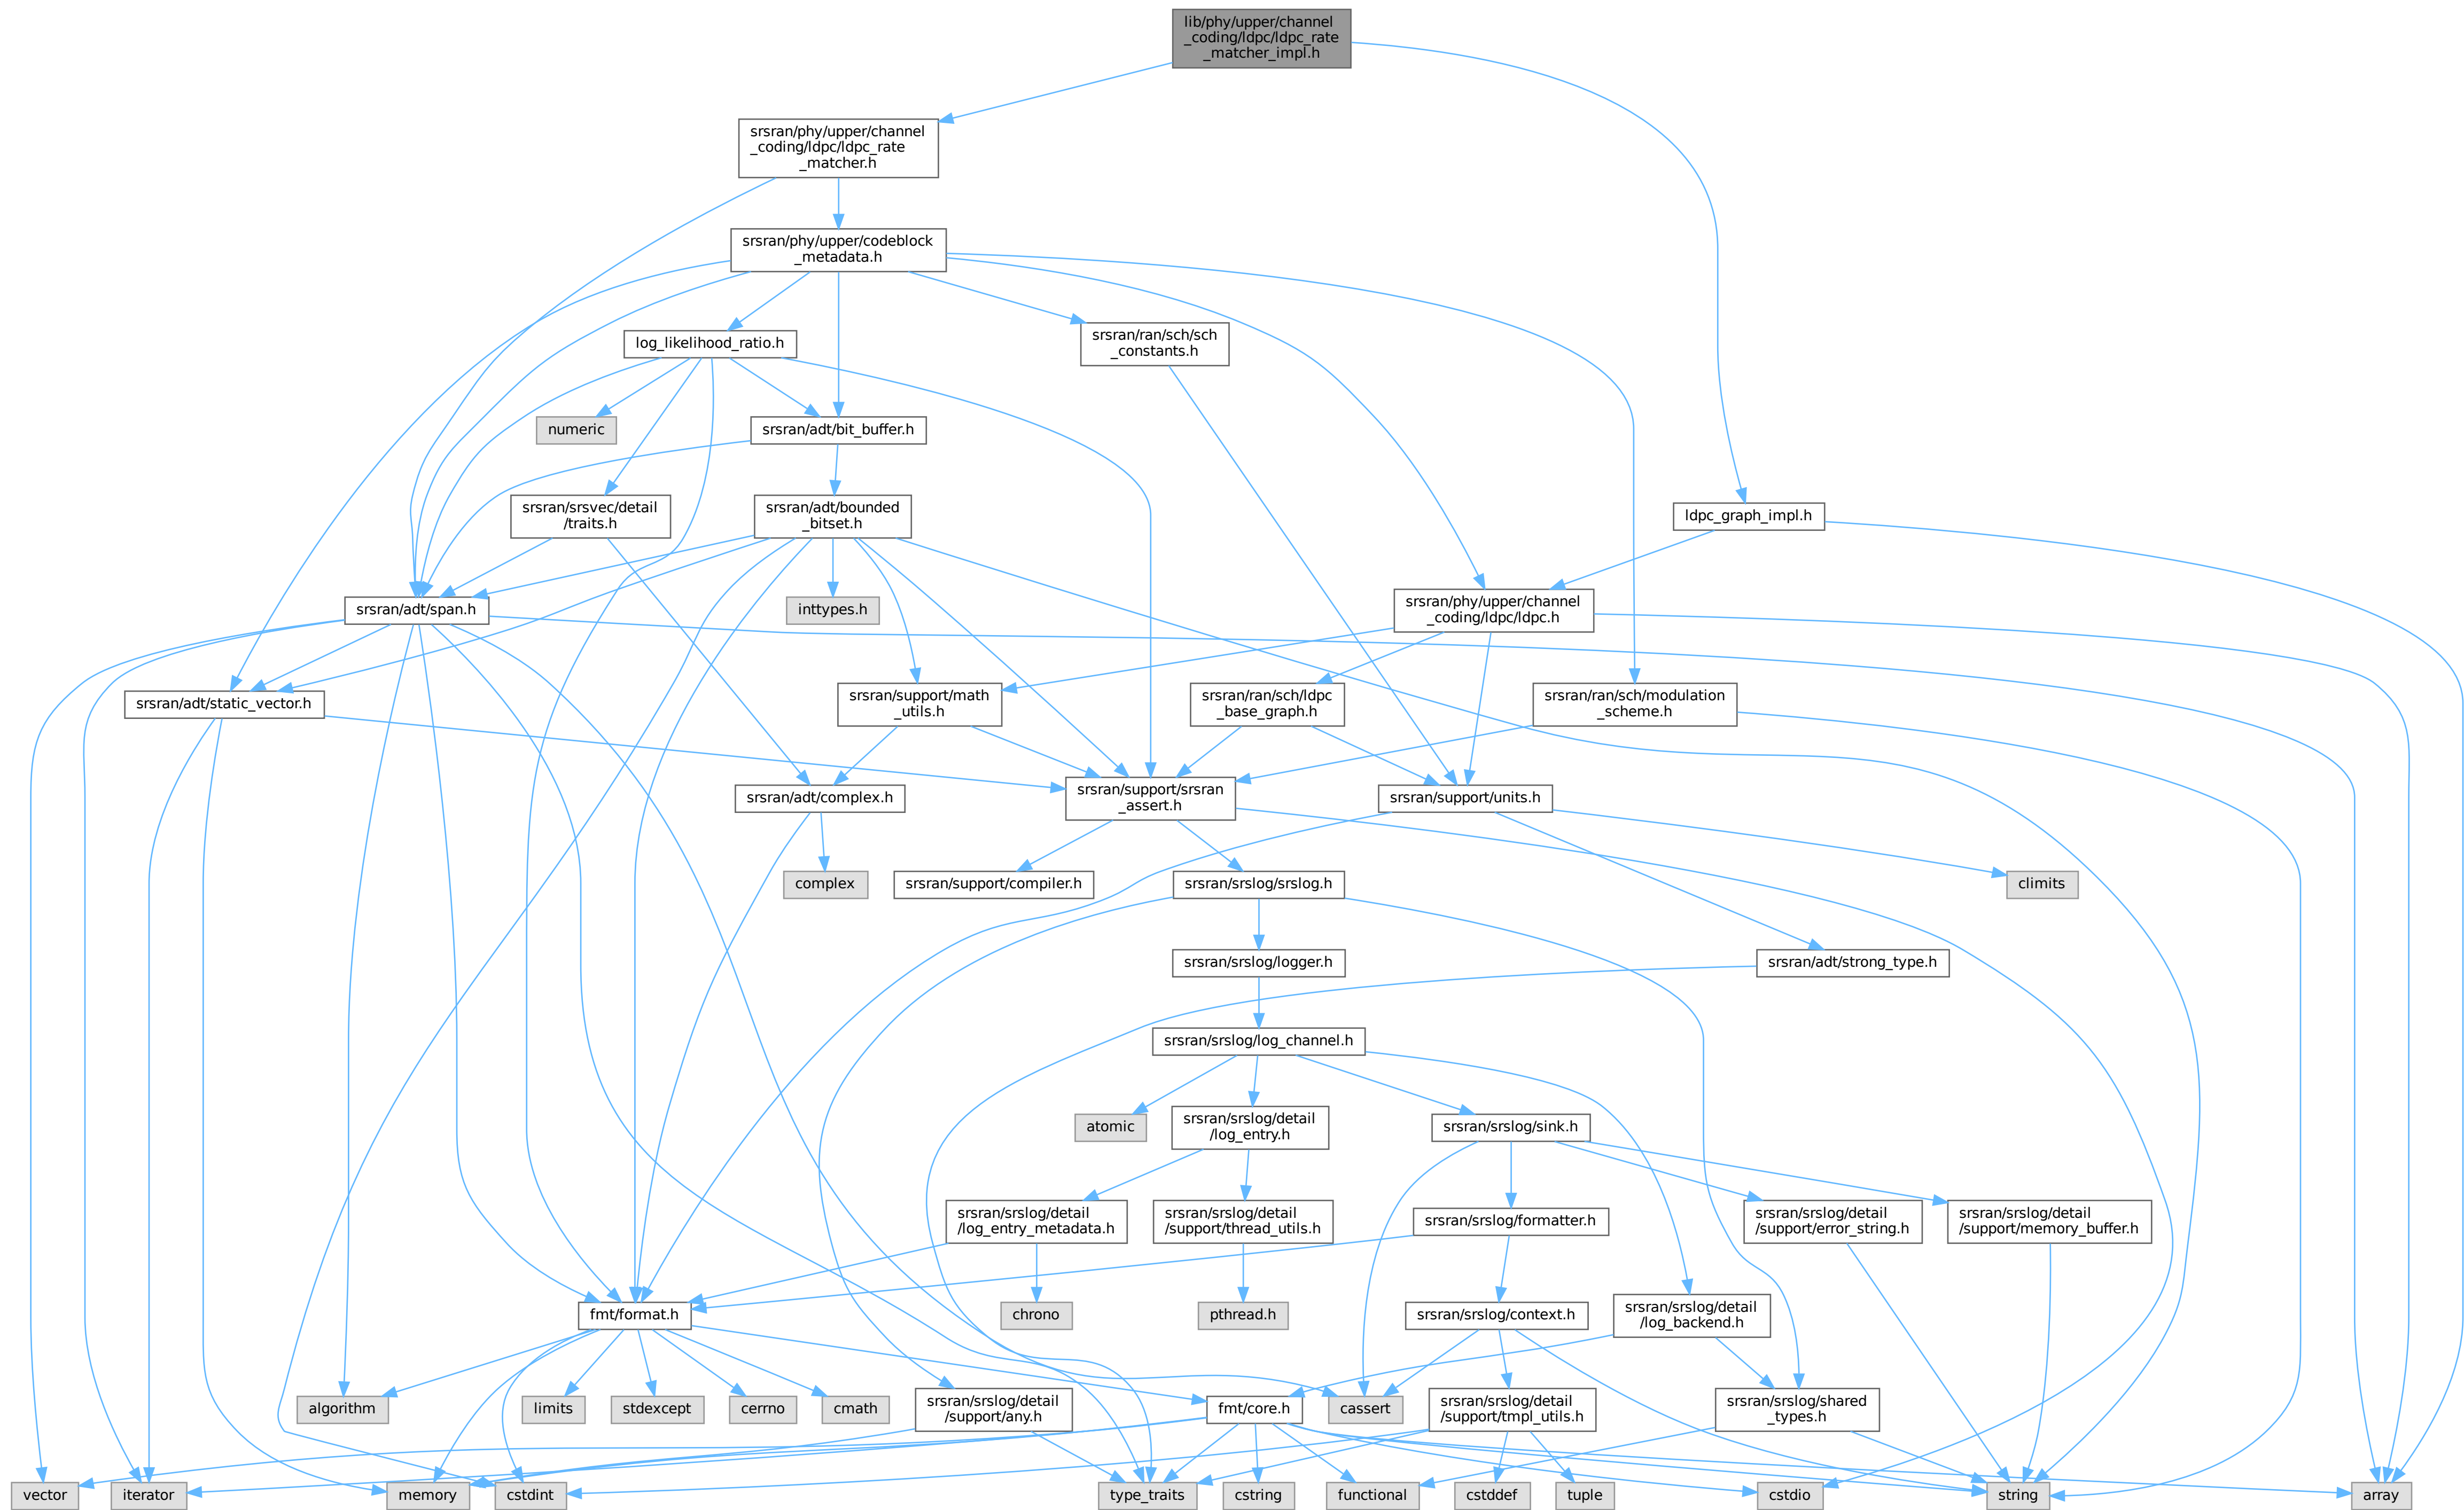 lib/phy/upper/channel
_coding/ldpc/ldpc_rate
_matcher_impl.h
srsran/phy/upper/channel
_coding/ldpc/ldpc_rate
_matcher.h
srsran/phy/upper/codeblock
_metadata.h
log_likelihood_ratio.h
srsran/ran/sch/sch
_constants.h
numeric
srsran/adt/bit_buffer.h
srsran/srsvec/detail
/traits.h
srsran/adt/bounded
_bitset.h
ldpc_graph_impl.h
srsran/adt/span.h
inttypes.h
srsran/phy/upper/channel
_coding/ldpc/ldpc.h
srsran/adt/static_vector.h
srsran/support/math
_utils.h
srsran/ran/sch/ldpc
_base_graph.h
srsran/ran/sch/modulation
_scheme.h
srsran/adt/complex.h
srsran/support/srsran
_assert.h
srsran/support/units.h
complex
srsran/support/compiler.h
srsran/srslog/srslog.h
climits
srsran/srslog/logger.h
srsran/adt/strong_type.h
srsran/srslog/log_channel.h
atomic
srsran/srslog/detail
/log_entry.h
srsran/srslog/sink.h
srsran/srslog/detail
/log_entry_metadata.h
srsran/srslog/detail
/support/thread_utils.h
srsran/srslog/formatter.h
srsran/srslog/detail
/support/error_string.h
srsran/srslog/detail
/support/memory_buffer.h
fmt/format.h
chrono
pthread.h
srsran/srslog/context.h
srsran/srslog/detail
/log_backend.h
algorithm
limits
stdexcept
cerrno
cmath
srsran/srslog/detail
/support/any.h
fmt/core.h
cassert
srsran/srslog/detail
/support/tmpl_utils.h
srsran/srslog/shared
_types.h
vector
iterator
memory
cstdint
type_traits
cstring
functional
cstddef
tuple
cstdio
string
array